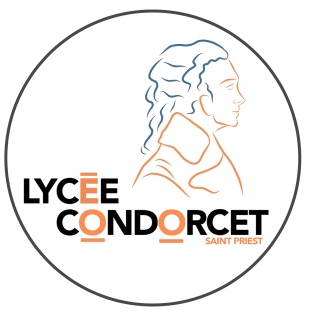 LYCÉE
CONDORCET
SAINT PRIEST